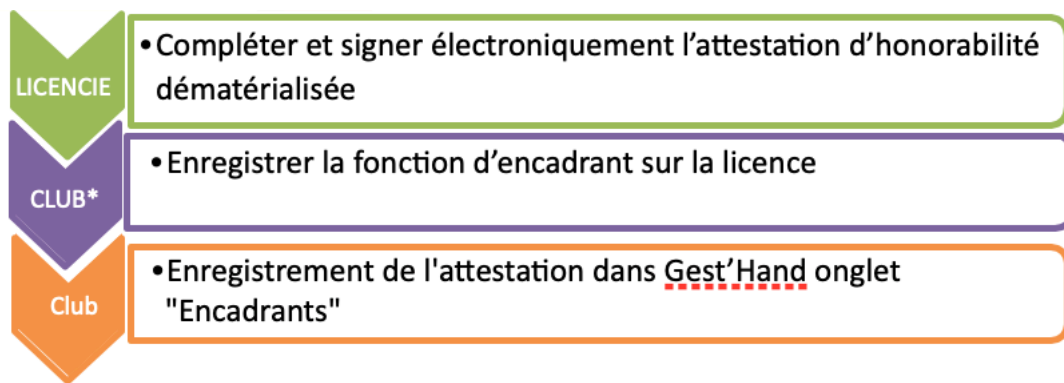 LICENCIE
•Compléter et signer électroniquement l’attestation d’honorabilité
dématérialisée
CLUB*
•Enregistrer la fonction d’encadrant sur la licence
Club
•Enregistrement de l'attestation dans Gest’Hand onglet
"Encadrants"